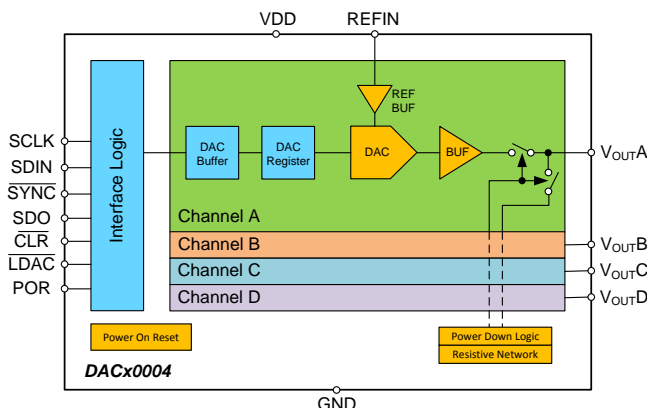 VDD
REFIN
REF
BUF
SCLK
SDIN
SYNC
SDO
CLR
LDAC
POR
Interface Logic
DAC
Buffer
DAC
Register
DAC
BUF
VOUTA
Channel A
Channel B
VOUTB
Channel C
VOUTC
Channel D
VOUTD
Power On Reset
Power Down Logic
Resistive Network
DACx0004
GND